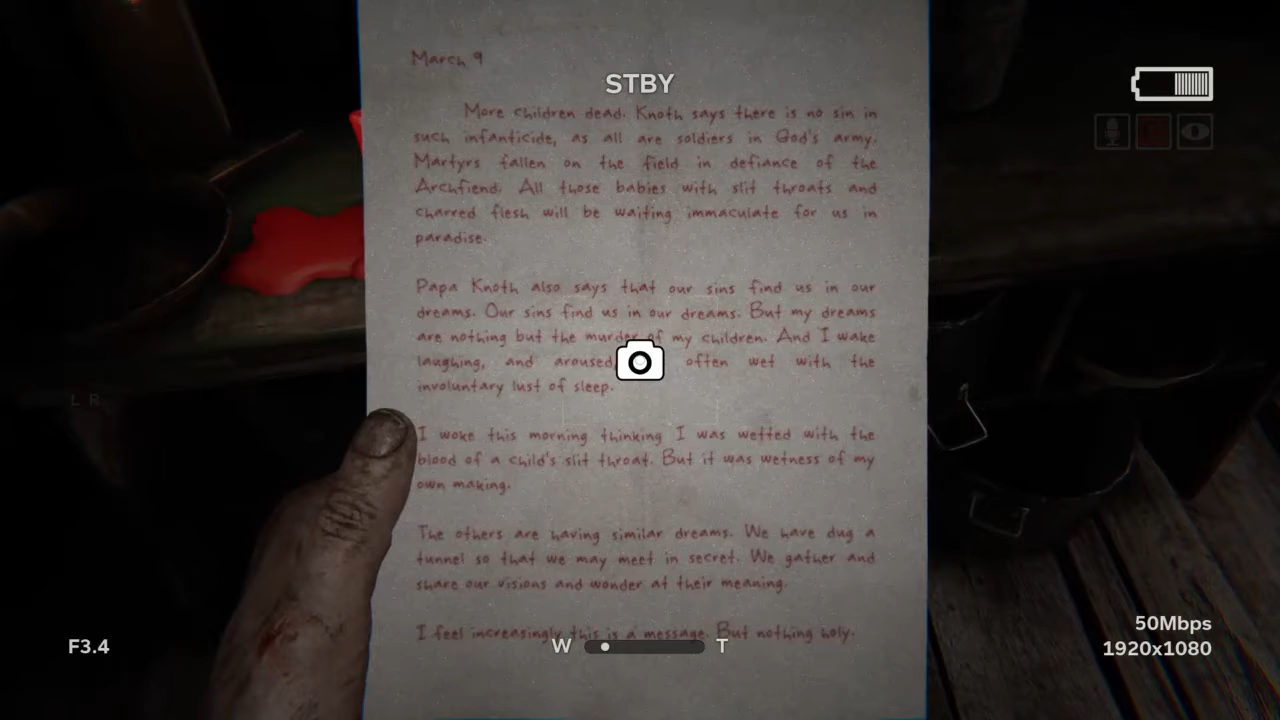 March 9
STBY
More children dead. Knoth says there is no sin in
such infanticide, as all are soldiers in God's army.
Martyrs fallen on the field in defiance of the
Archfiend. All those babies with slit throats and
charred flesh will be waiting immaculate for us in
paradise.
Papa Knoth also says that our sins find us in our
dreams. Our sins find us in our dreams. But my dreams
are nothing but the murder of my children. And I wake
laughing, and aroused often wet with the
involuntary lust of sleep.
L R
I woke this morning thinking I was wetted with the
blood of a child's slit throat. But it was wetness of my
own making.
The others are having similar dreams. We have dug a
tunnel so that we may meet in secret. We gather and
share our visions and wonder at their meaning.
I feel increasingly this is a message. But nothing holy.
F3.4
W T
50Mbps
1920x1080